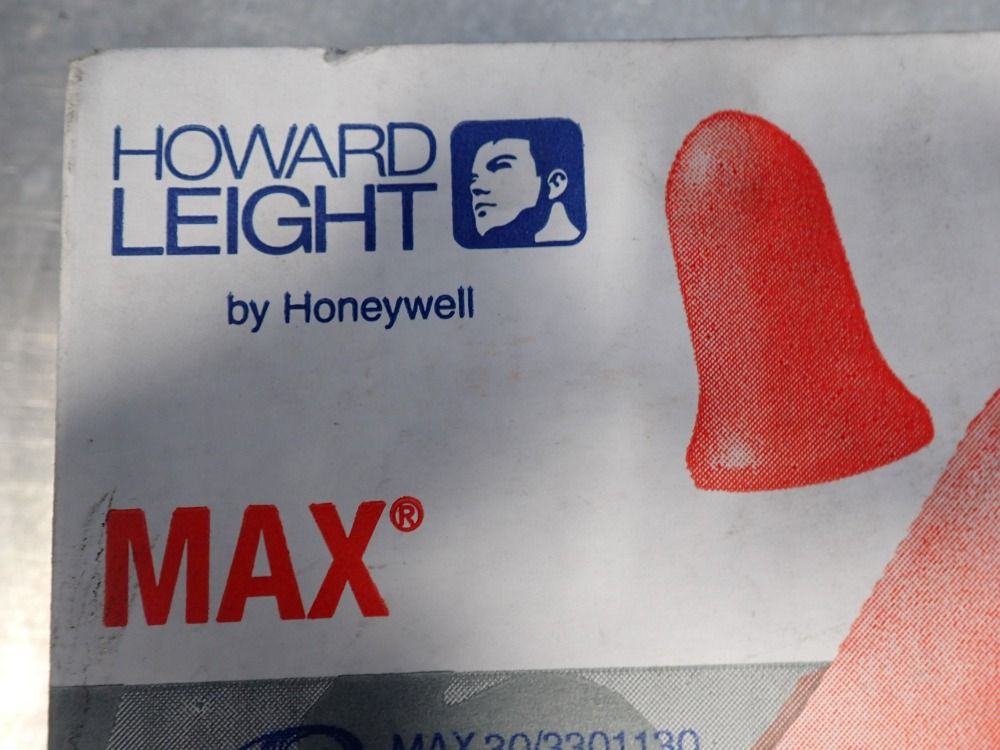 HOWARD
LEIGHT
by Honeywell
MAX®
MAX 30/3301130